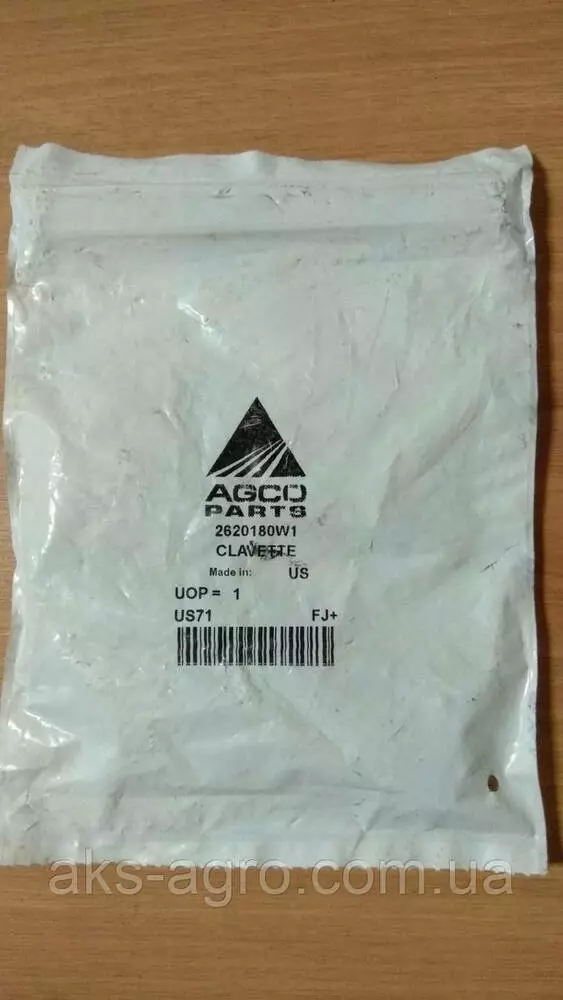 AGCO
PARTS
2620180W1
CLAVETTE
Made in: US
UOP = 1
US71 FJ+
aks-agro.com.ua